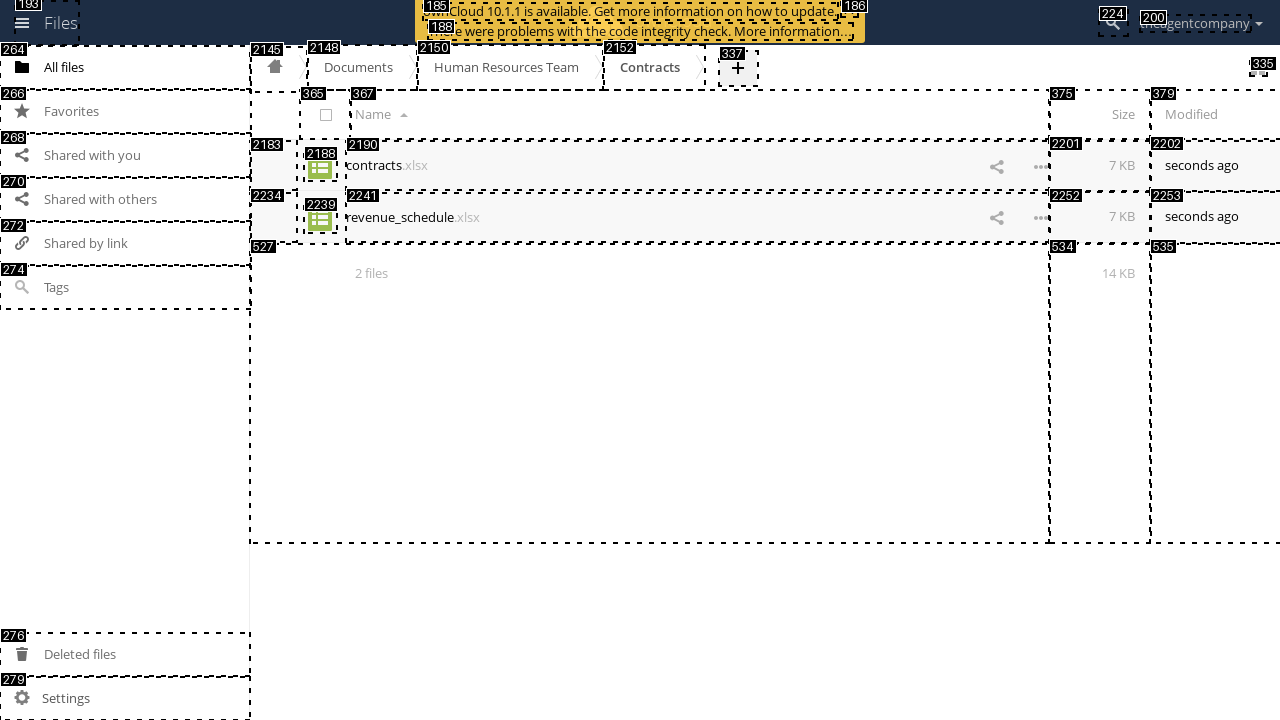 193
Files
185
ownCloud 10.1.1 is available. Get more information on how to update.
186
188
There were problems with the code integrity check. More information…
224
200
theagentcompany
264
All files
266
Favorites
268
Shared with you
270
Shared with others
272
Shared by link
274
Tags
276
Deleted files
279
Settings
2145
2148
Documents
2150
Human Resources Team
2152
Contracts
337
+
335
365
367
Name
375
Size
379
Modified
2183
2188
2190
contracts.xlsx
2201
7 KB
2202
seconds ago
2234
2239
2241
revenue_schedule.xlsx
2252
7 KB
2253
seconds ago
527
2 files
534
14 KB
535